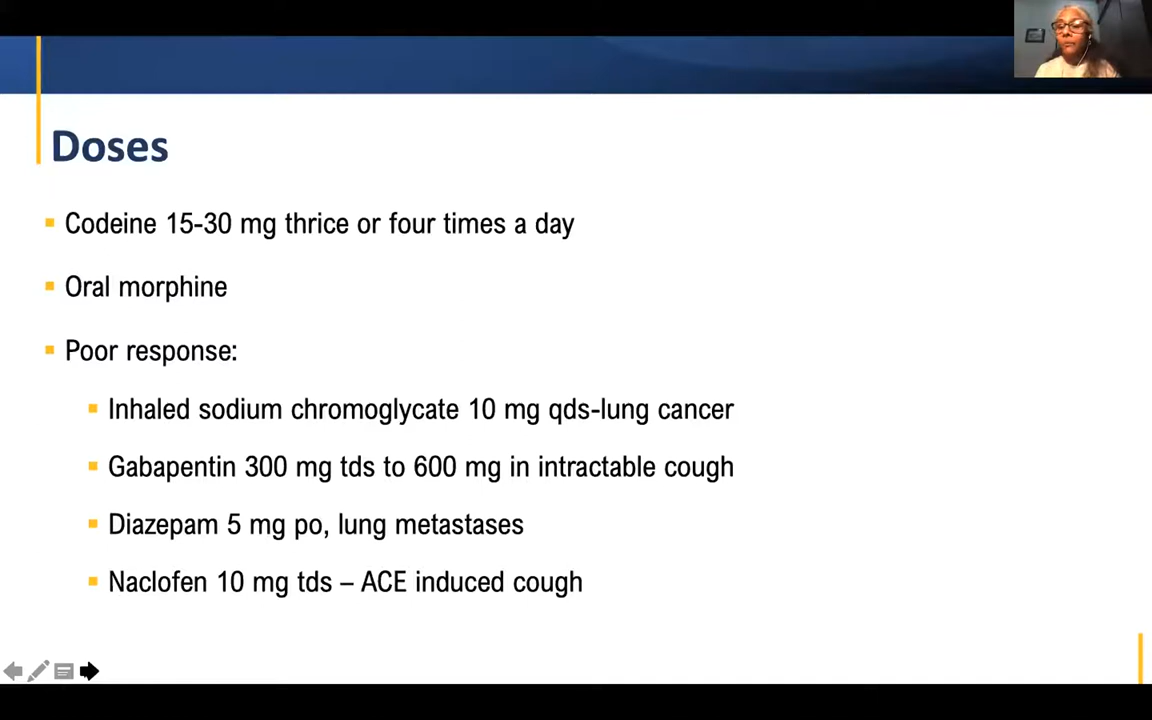 Doses
Codeine 15-30 mg thrice or four times a day
Oral morphine
Poor response:
Inhaled sodium chromoglycate 10 mg qds-lung cancer
Gabapentin 300 mg tds to 600 mg in intractable cough
Diazepam 5 mg po, lung metastases
Naclofen 10 mg tds – ACE induced cough